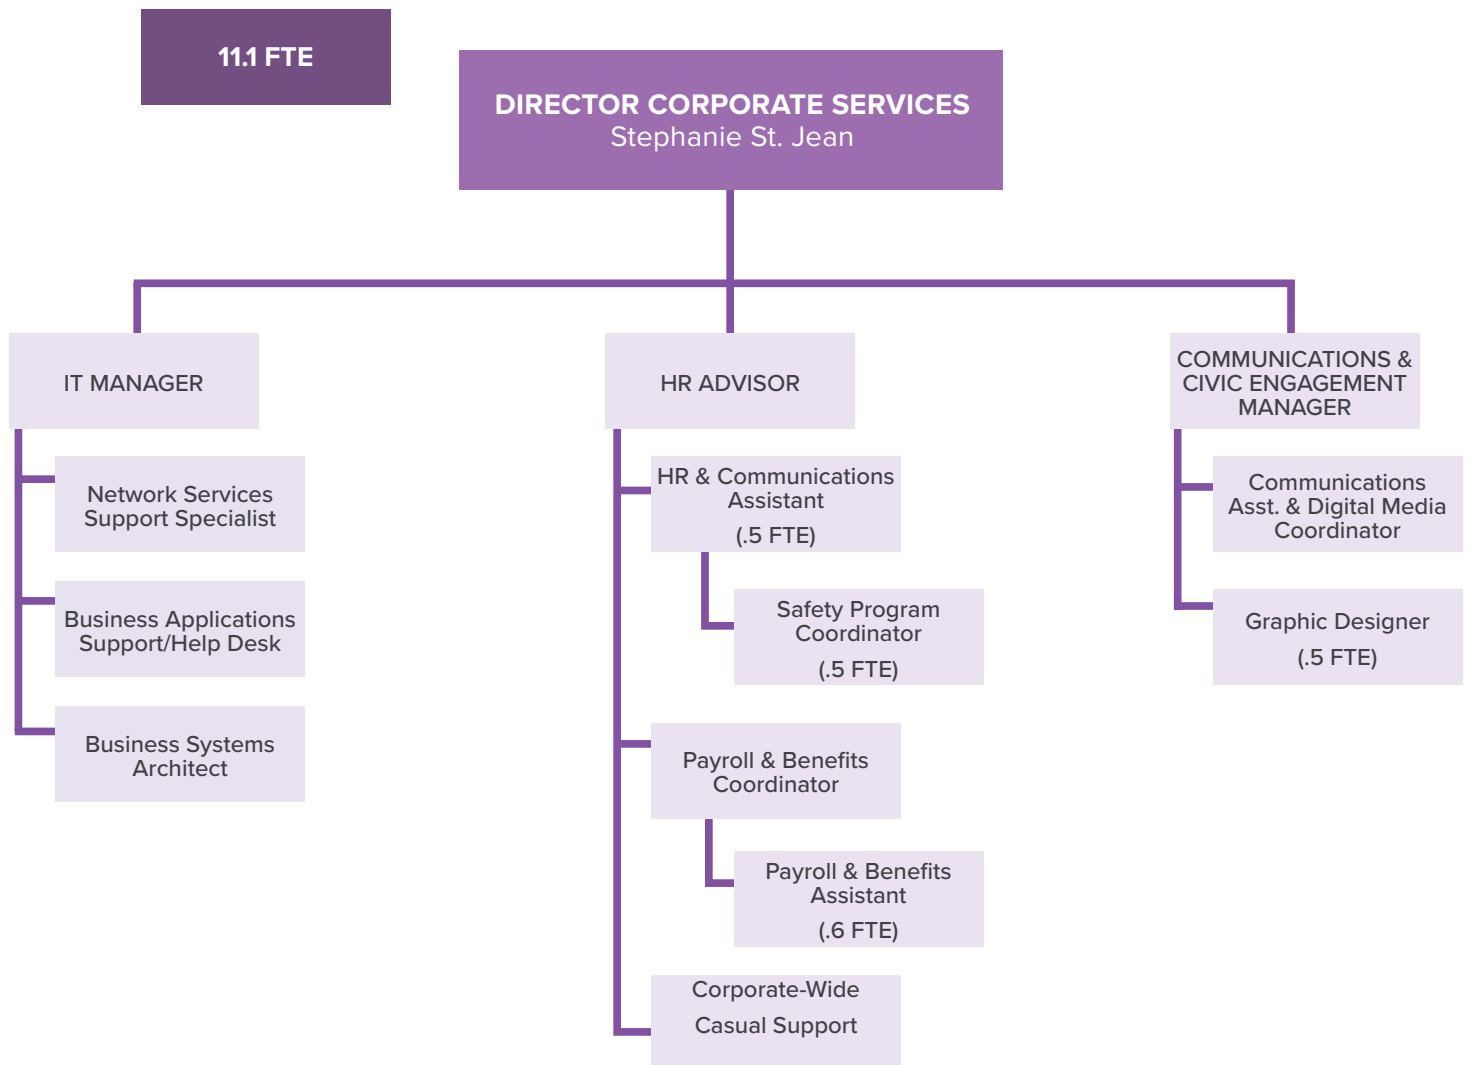 11.1 FTE
DIRECTOR CORPORATE SERVICES
Stephanie St. Jean
IT MANAGER
Network Services
Support Specialist
Business Applications
Support/Help Desk
Business Systems
Architect
HR ADVISOR
HR & Communications
Assistant
(.5 FTE)
Safety Program
Coordinator
(.5 FTE)
Payroll & Benefits
Coordinator
Payroll & Benefits
Assistant
(.6 FTE)
Corporate-Wide
Casual Support
COMMUNICATIONS &
CIVIC ENGAGEMENT
MANAGER
Communications
Asst. & Digital Media
Coordinator
Graphic Designer
(.5 FTE)